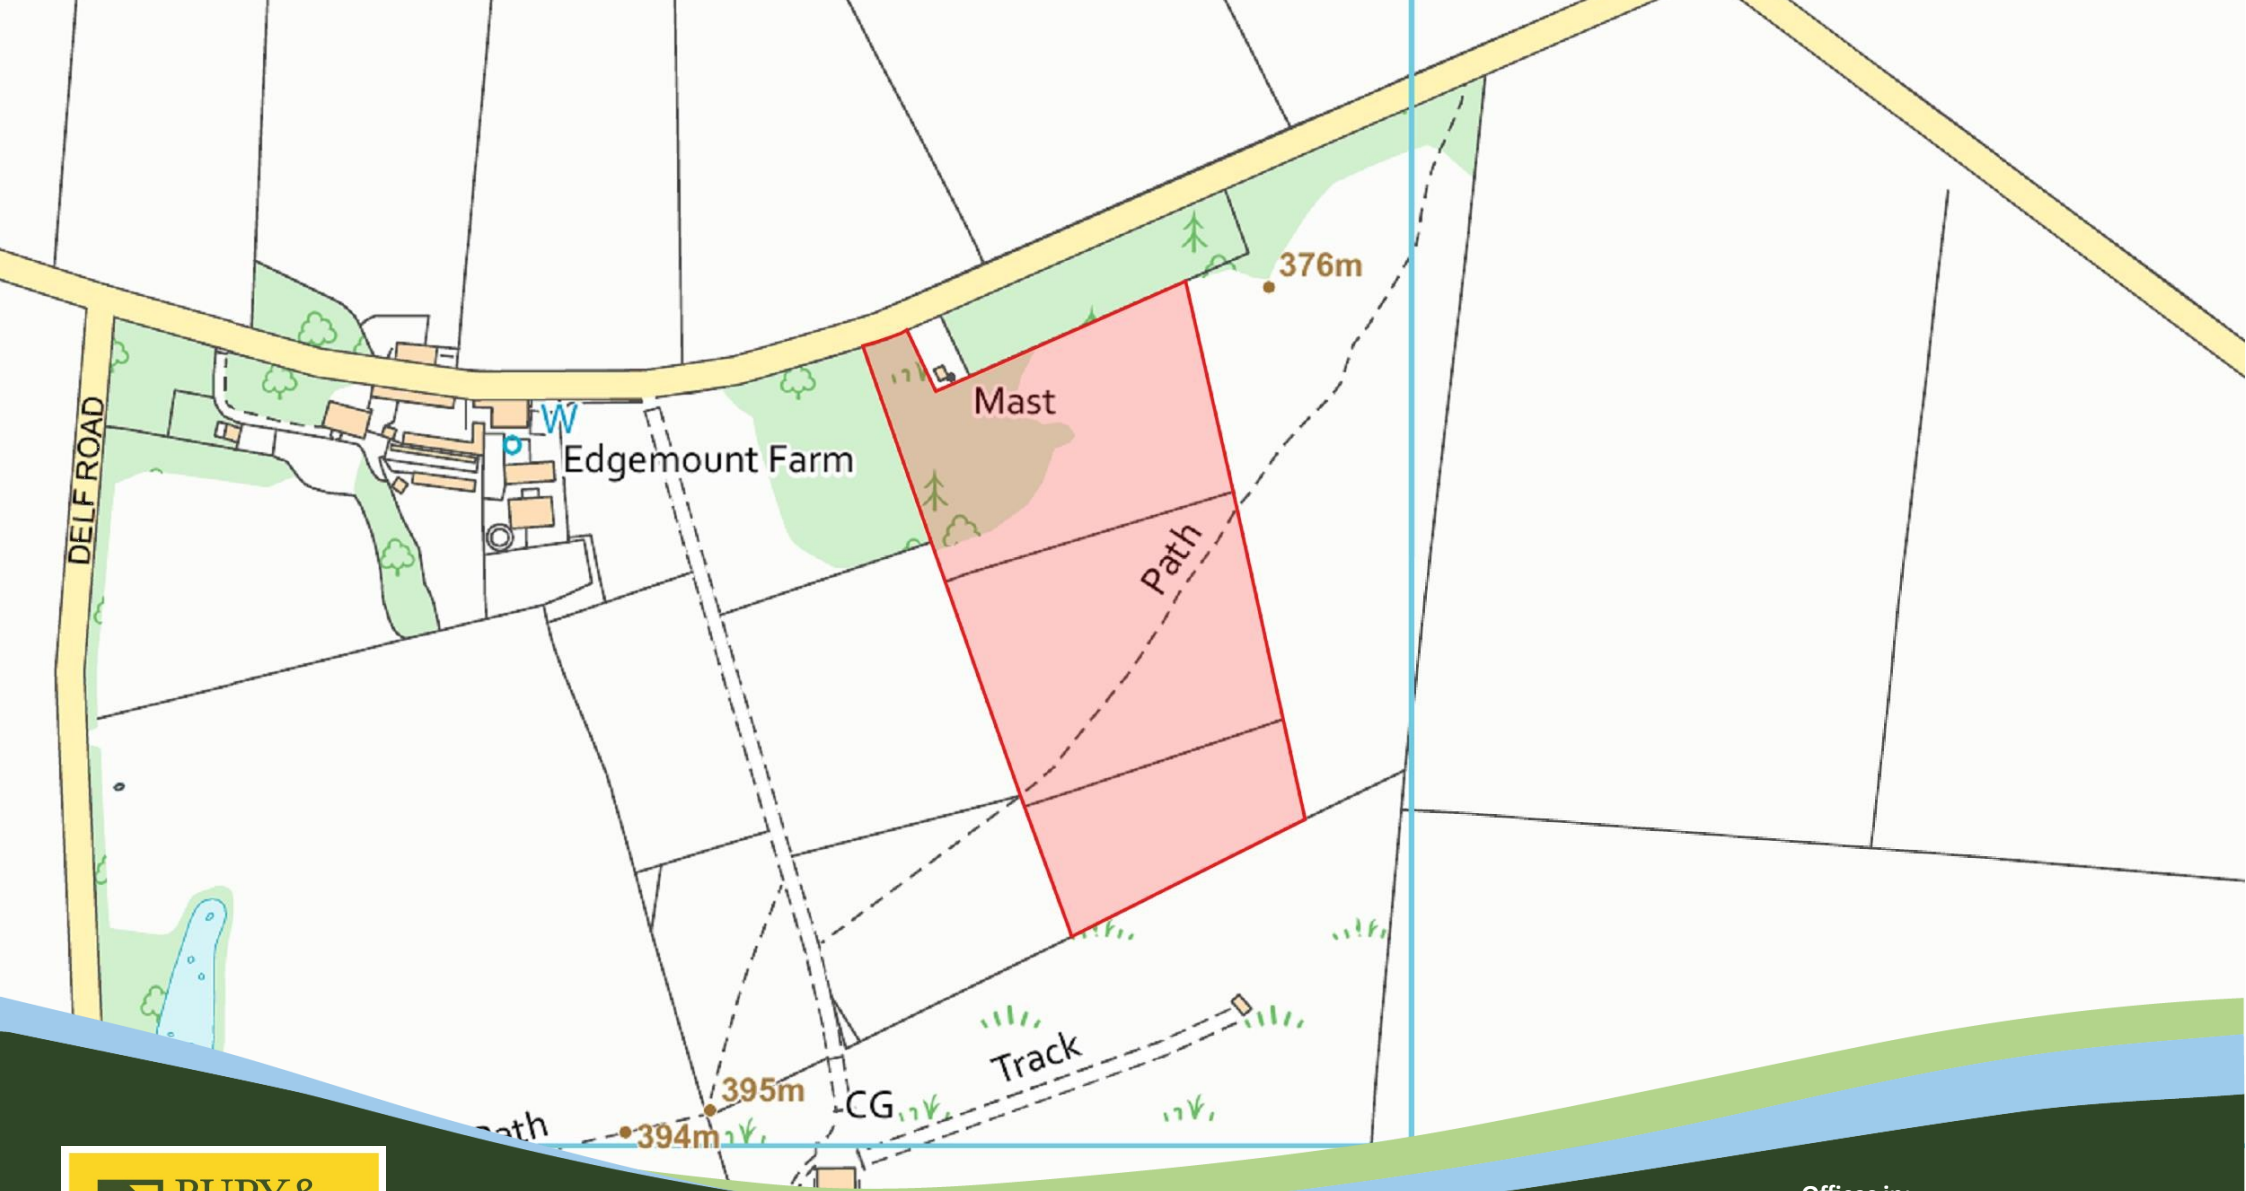 376m
Mast
W
Edgemount Farm
DELF ROAD
Path
Track
395m
CG
394m